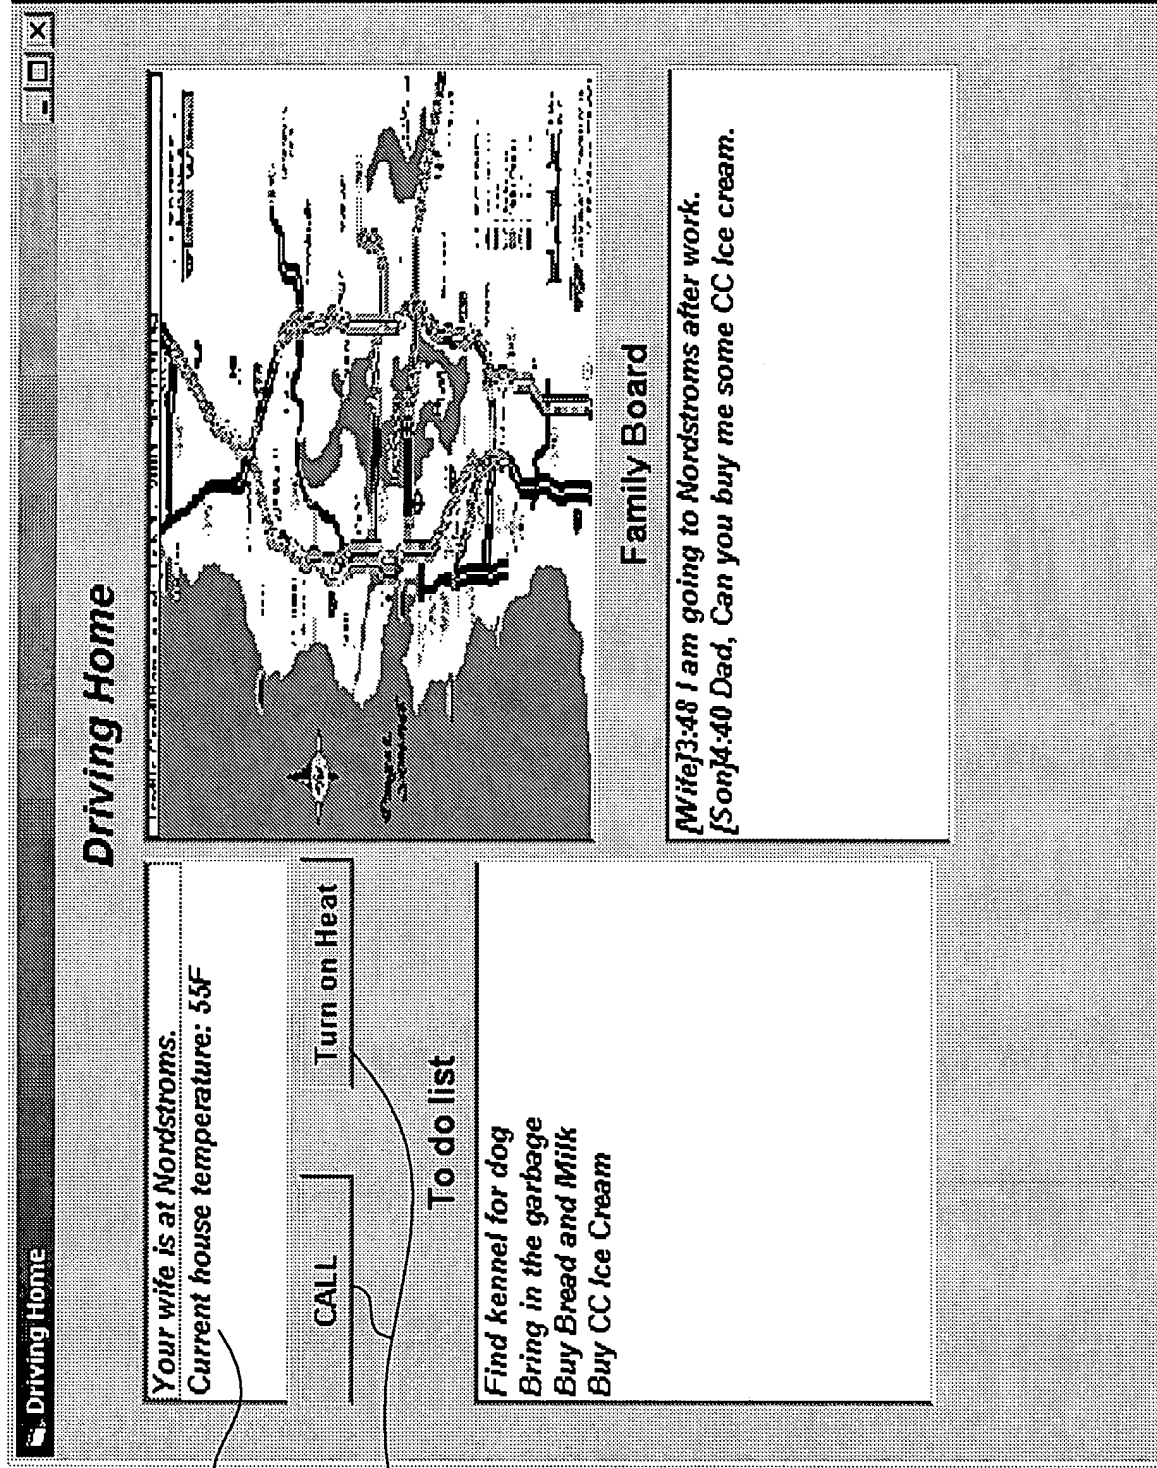 Driving Home
Driving Home
Your wife is at Nordstroms.
Current house temperature: 55F
CALL
Turn on Heat
To do list
Find kennel for dog
Bring in the garbage
Buy Bread and Milk
Buy CC Ice Cream
Family Board
[Wife]3:48 I am going to Nordstroms after work.
[Son]4:40 Dad, Can you buy me some CC Ice cream.